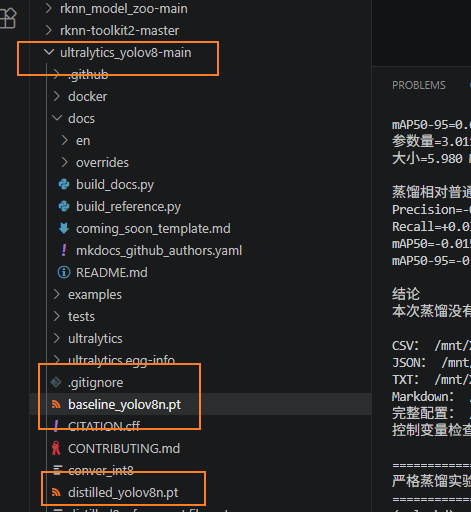 rknn_model_zoo-main
rknn-toolkit2-master
ultralytics_yolov8-main
.github
docker
docs
en
overrides
build_docs.py
build_reference.py
coming_soon_template.md
mkdocs_github_authors.yaml
README.md
examples
tests
ultralytics
ultralytics.egg-info
.gitignore
baseline_yolov8n.pt
CITATION.cff
CONTRIBUTING.md
conver_int8
distilled_yolov8n.pt
PROBLEMS
mAP50-95=0.
参数量=3.01
大小=5.980
蒸馏相对普通
Precision=-
Recall=+0.0
mAP50=-0.01
mAP50-95=-0
结论
本次蒸馏没有
CSV: /mnt/
JSON: /mnt/
TXT: /mnt/X
Markdown:
完整配置:
控制变量检查
============
严格蒸馏实验
============